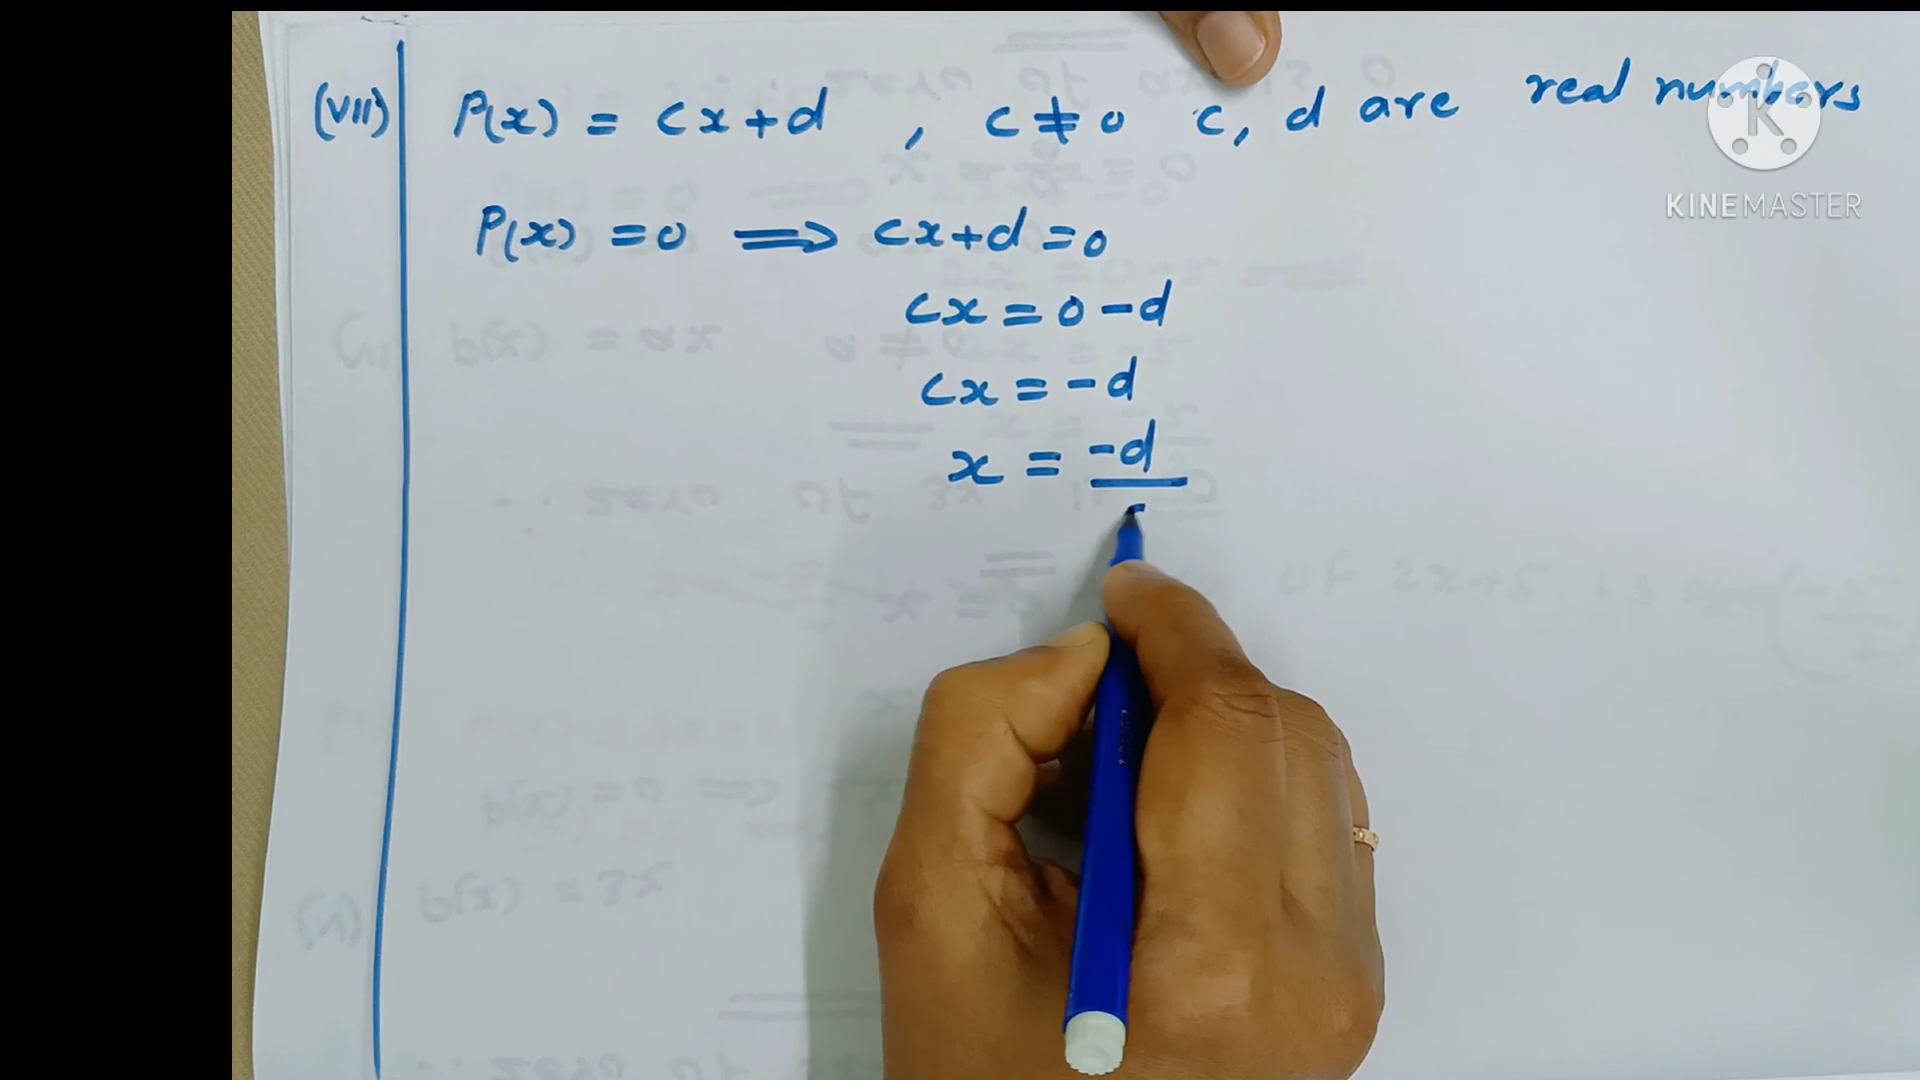 (VII) P(x) = cx+d , c ≠ 0 c, d are real numbers
K
KINEMASTER
P(x) = 0 ⟹ cx+d = 0
cx = 0 - d
cx = -d
x = -d